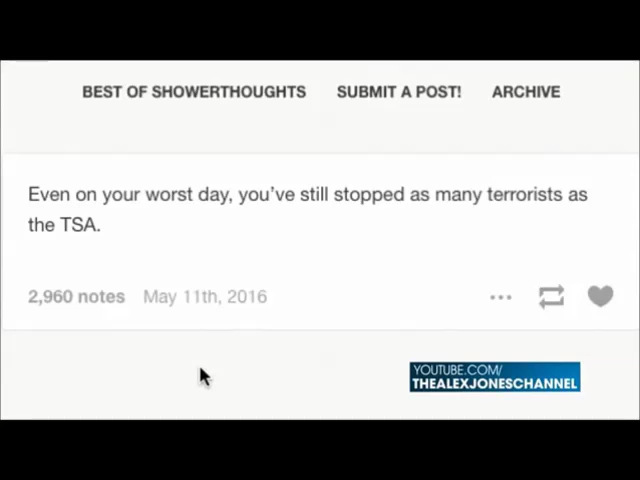 BEST OF SHOWERTHOUGHTS SUBMIT A POST! ARCHIVE
Even on your worst day, you've still stopped as many terrorists as
the TSA.
2,960 notes May 11th, 2016
YOUTUBE.COM/
THEALEXJONESCHANNEL